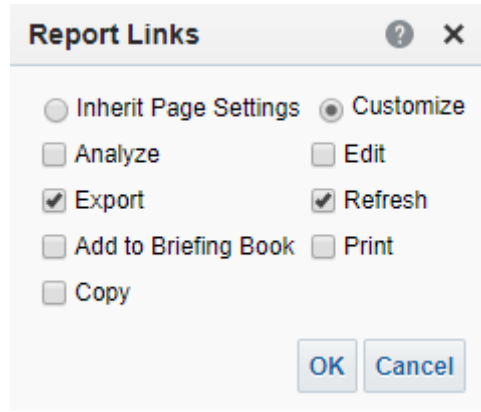 Report Links ? ×
Inherit Page Settings Customize
Analyze Edit
Export Refresh
Add to Briefing Book Print
Copy
OK Cancel